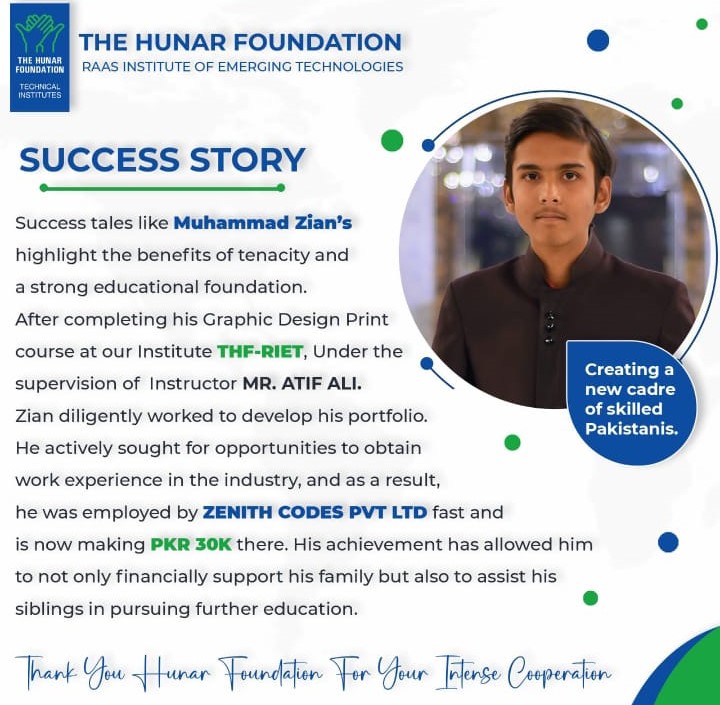 THE HUNAR
FOUNDATION
TECHNICAL
INSTITUTES
THE HUNAR FOUNDATION
RAAS INSTITUTE OF EMERGING TECHNOLOGIES
SUCCESS STORY
Success tales like Muhammad Zian's
highlight the benefits of tenacity and
a strong educational foundation.
After completing his Graphic Design Print
course at our Institute THF-RIET, Under the
supervision of Instructor MR. ATIF ALI.
Zian diligently worked to develop his portfolio.
He actively sought for opportunities to obtain
work experience in the industry, and as a result,
he was employed by ZENITH CODES PVT LTD fast and
is now making PKR 30K there. His achievement has allowed him
to not only financially support his family but also to assist his
siblings in pursuing further education.
Creating a
new cadre
of skilled
Pakistanis.
Thank You Hunar Foundation For Your Intense Cooperation